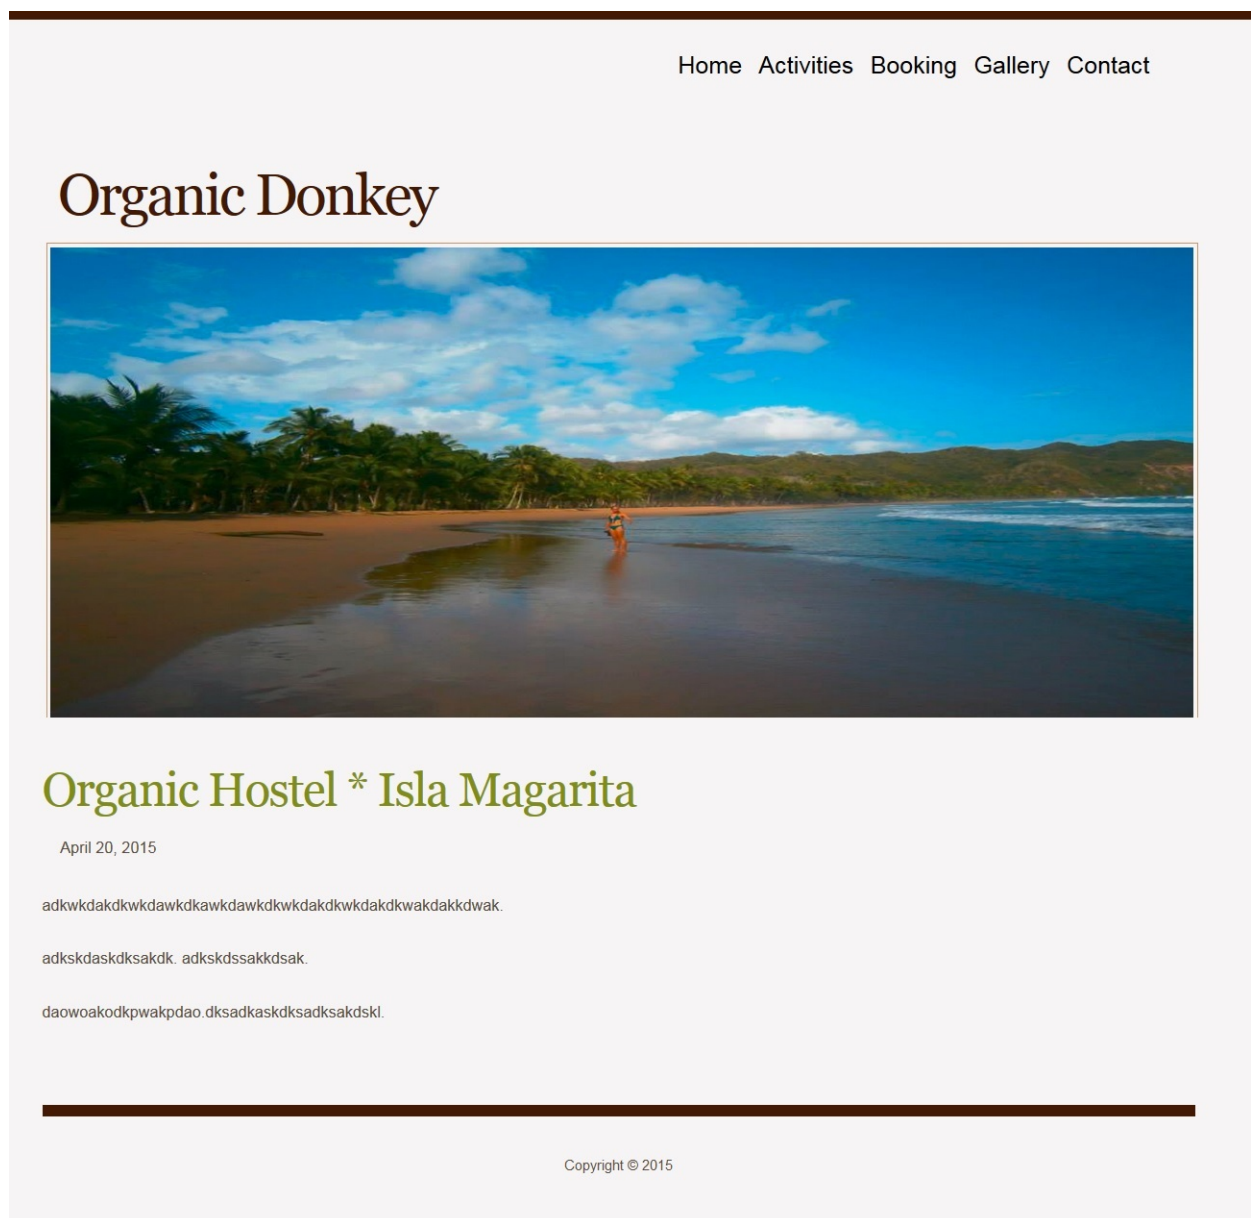 Home Activities Booking Gallery Contact
Organic Donkey
Organic Hostel * Isla Magarita
April 20, 2015
adkwkdakdkwkdawkdkawkdawkdkwkdakdkwkdakdkwakdakkdwak.
adkskdaskdksakdk. adkskdssakkdsak.
daowoakodkpwakpdao.dksadkaskdksadksakdskl.
Copyright © 2015